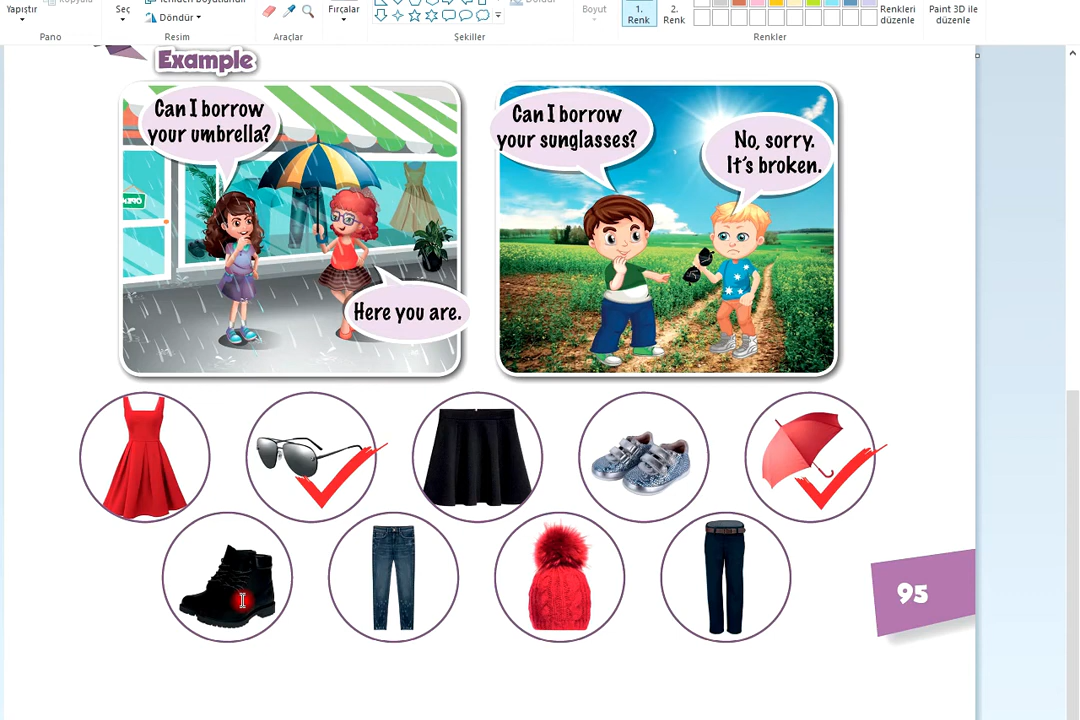 Yapıştır
Seç
Döndür
Fırçalar
Boyut
1.
Renk
2.
Renk
Renkleri
düzenle
Paint 3D ile
düzenle
Pano
Resim
Araçlar
Şekiller
Renkler
Example
Can I borrow
your umbrella?
Here you are.
Can I borrow
your sunglasses?
No, sorry.
It's broken.
95